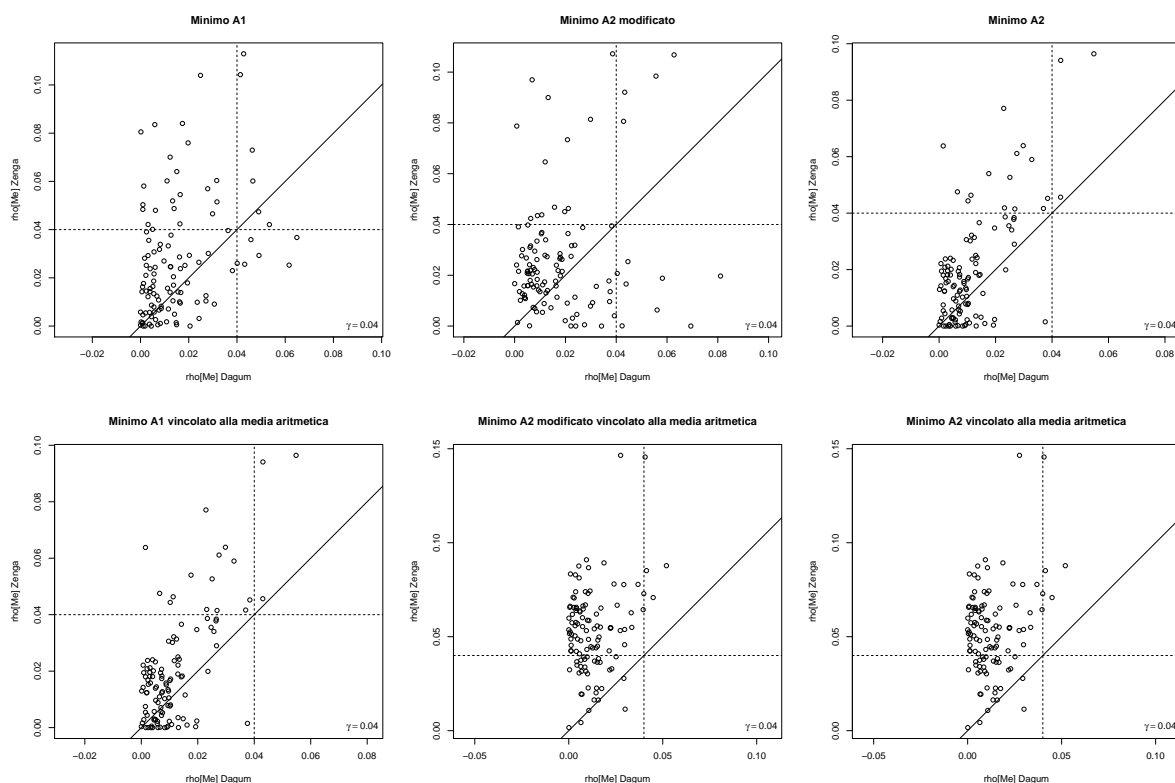 Minimo A1
rho[Me] Zenga
0.00 0.02 0.04 0.06 0.08 0.10
−0.02 0.00 0.02 0.04 0.06 0.08 0.10
rho[Me] Dagum
γ = 0.04
Minimo A2 modificato
rho[Me] Zenga
0.00 0.02 0.04 0.06 0.08 0.10
−0.02 0.00 0.02 0.04 0.06 0.08 0.10
rho[Me] Dagum
γ = 0.04
Minimo A2
rho[Me] Zenga
0.00 0.02 0.04 0.06 0.08 0.10
−0.02 0.00 0.02 0.04 0.06 0.08
rho[Me] Dagum
γ = 0.04
Minimo A1 vincolato alla media aritmetica
rho[Me] Zenga
0.00 0.02 0.04 0.06 0.08 0.10
−0.02 0.00 0.02 0.04 0.06 0.08
rho[Me] Dagum
γ = 0.04
Minimo A2 modificato vincolato alla media aritmetica
rho[Me] Zenga
0.00 0.05 0.10 0.15
−0.05 0.00 0.05 0.10
rho[Me] Dagum
γ = 0.04
Minimo A2 vincolato alla media aritmetica
rho[Me] Zenga
0.00 0.05 0.10 0.15
−0.05 0.00 0.05 0.10
rho[Me] Dagum
γ = 0.04